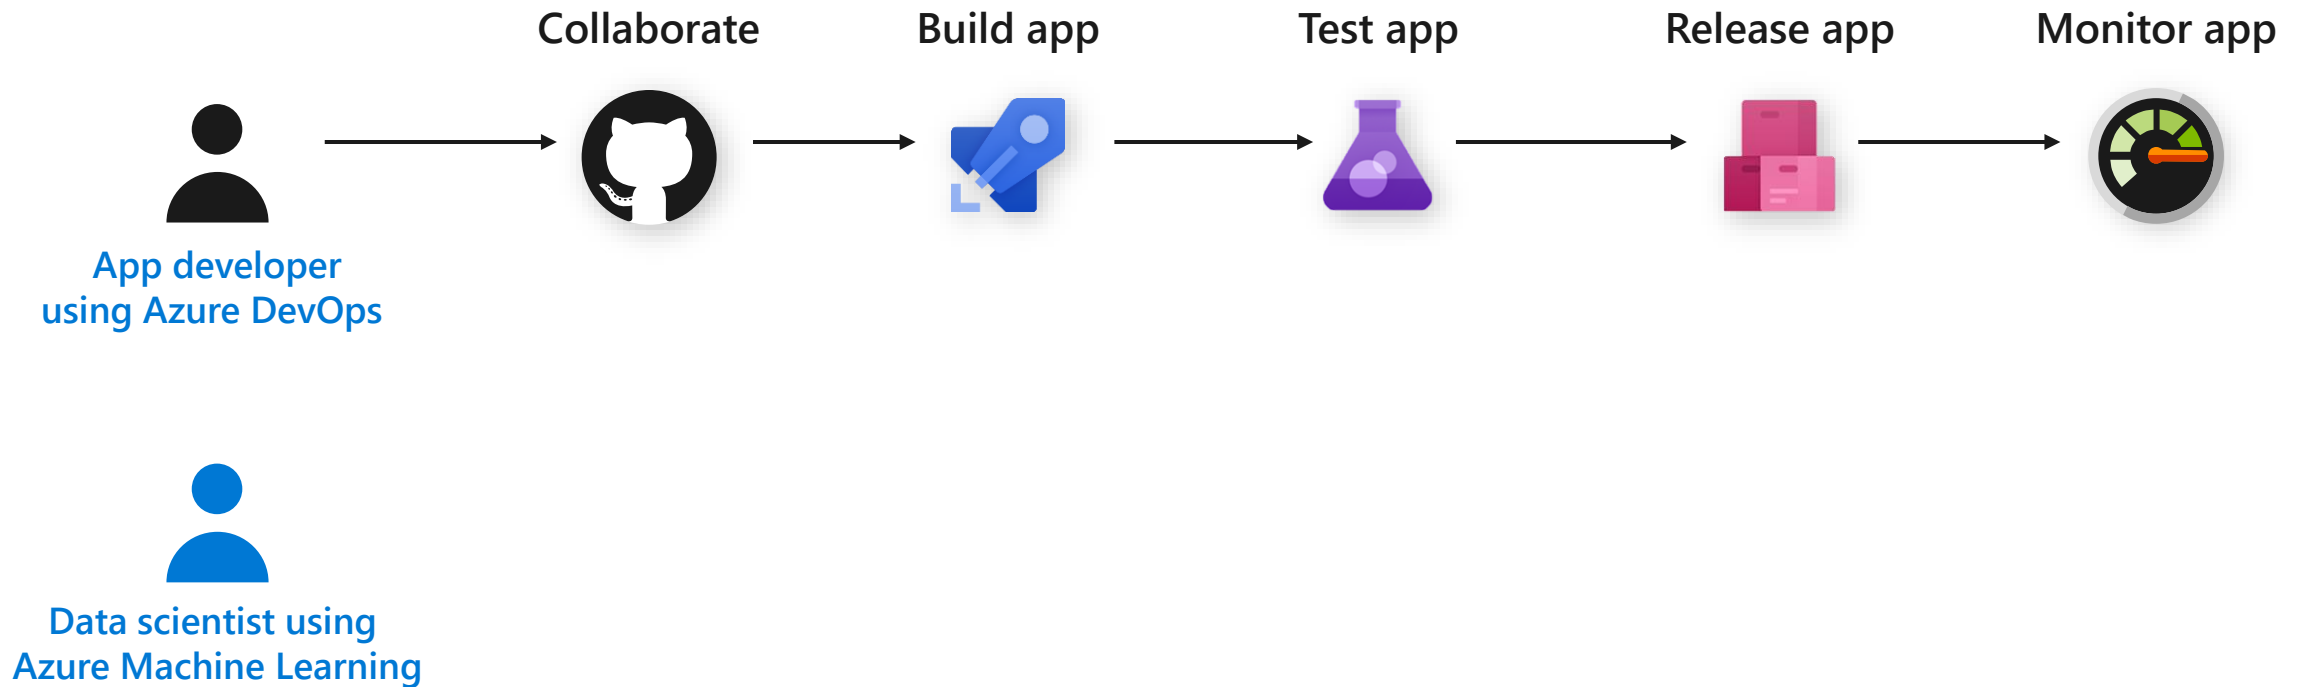 Collaborate
Build app
Test app
Release app
Monitor app
App developer
using Azure DevOps
Data scientist using
Azure Machine Learning